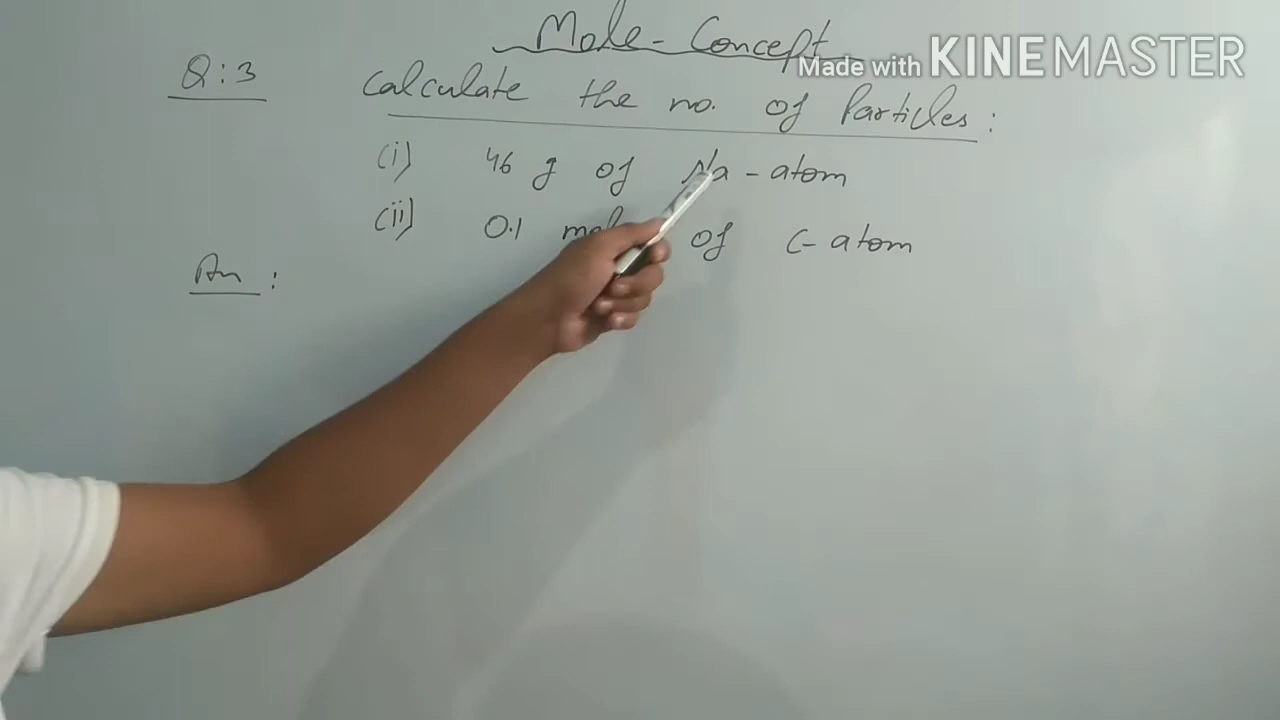 Mole-Concept
Made with KINEMASTER
Q:3 Calculate the no. of Particles:
(i) 46 g of Na-atom
(ii) 0.1 mole of C-atom
An: